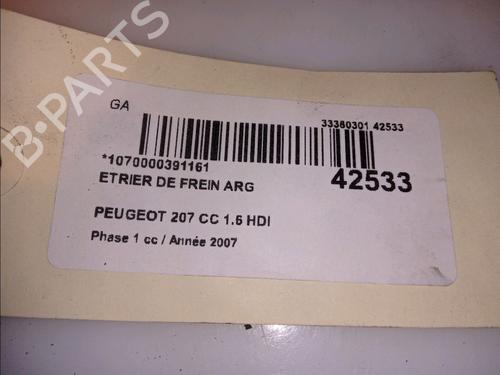 B-PARTS
GA
33380301 42533
*1070000391161
42533
ETRIER DE FREIN ARG
PEUGEOT 207 CC 1.6 HDI
Phase 1 cc / Année 2007